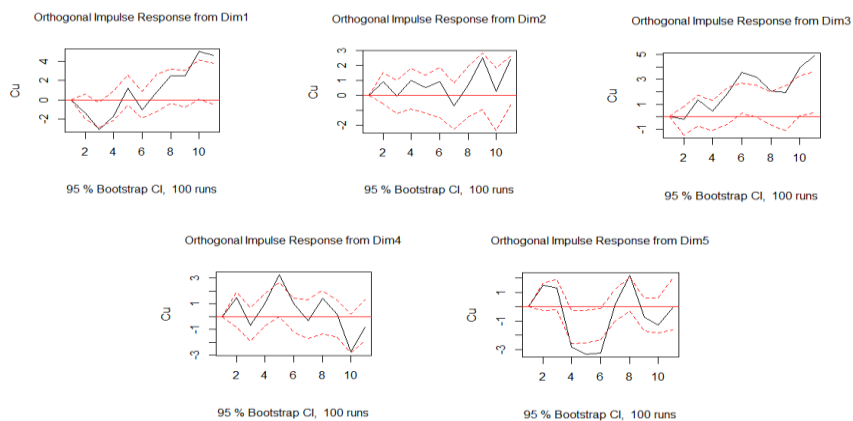 Orthogonal Impulse Response from Dim1
Cu
4
2
0
-2
2 4 6 8 10
95 % Bootstrap CI, 100 runs
Orthogonal Impulse Response from Dim2
Cu
3
2
1
0
-2
2 4 6 8 10
95 % Bootstrap CI, 100 runs
Orthogonal Impulse Response from Dim3
Cu
5
3
1
-1
2 4 6 8 10
95 % Bootstrap CI, 100 runs
Orthogonal Impulse Response from Dim4
Cu
3
1
-1
-3
2 4 6 8 10
95 % Bootstrap CI, 100 runs
Orthogonal Impulse Response from Dim5
Cu
1
-1
-3
2 4 6 8 10
95 % Bootstrap CI, 100 runs